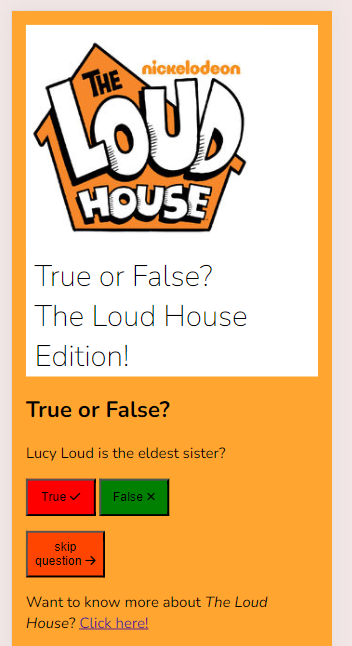 nickelodeon
THE
LOUD
HOUSE
True or False?
The Loud House
Edition!
True or False?
Lucy Loud is the eldest sister?
True ✓ False ✕
skip
question →
Want to know more about The Loud
House? Click here!